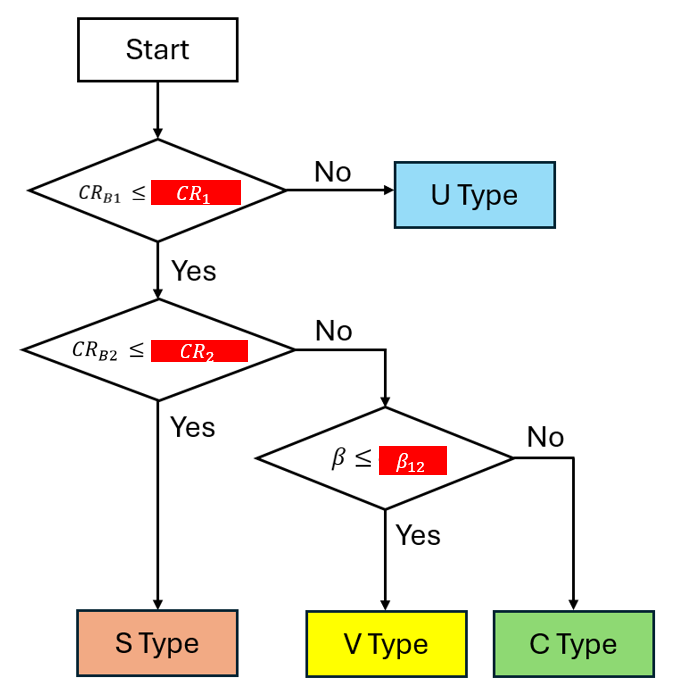 Start
CR_B1 ≤ CR_1
No
U Type
Yes
CR_B2 ≤ CR_2
No
Yes
β ≤ β_12
No
Yes
S Type
V Type
C Type